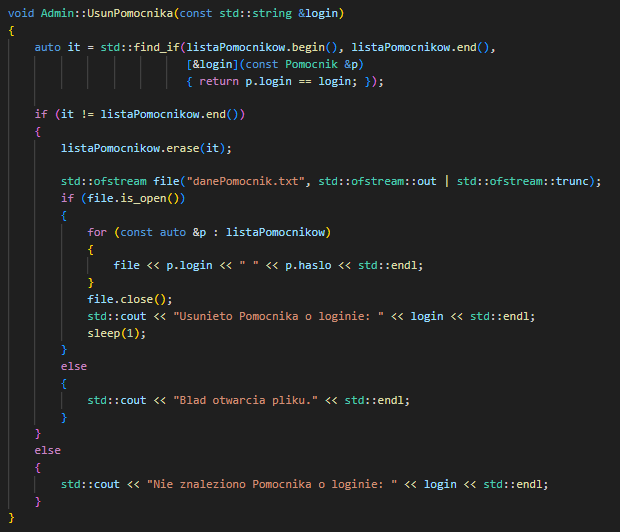 void Admin::UsunPomocnika(const std::string &login)
{
    auto it = std::find_if(listaPomocnikow.begin(), listaPomocnikow.end(),
                           [&login](const Pomocnik &p)
                           { return p.login == login; });
    if (it != listaPomocnikow.end())
    {
        listaPomocnikow.erase(it);
        std::ofstream file("danePomocnik.txt", std::ofstream::out | std::ofstream::trunc);
        if (file.is_open())
        {
            for (const auto &p : listaPomocnikow)
            {
                file << p.login << " " << p.haslo << std::endl;
            }
            file.close();
            std::cout << "Usunieto Pomocnika o loginie: " << login << std::endl;
            sleep(1);
        }
        else
        {
            std::cout << "Blad otwarcia pliku." << std::endl;
        }
    }
    else
    {
        std::cout << "Nie znaleziono Pomocnika o loginie: " << login << std::endl;
    }
}